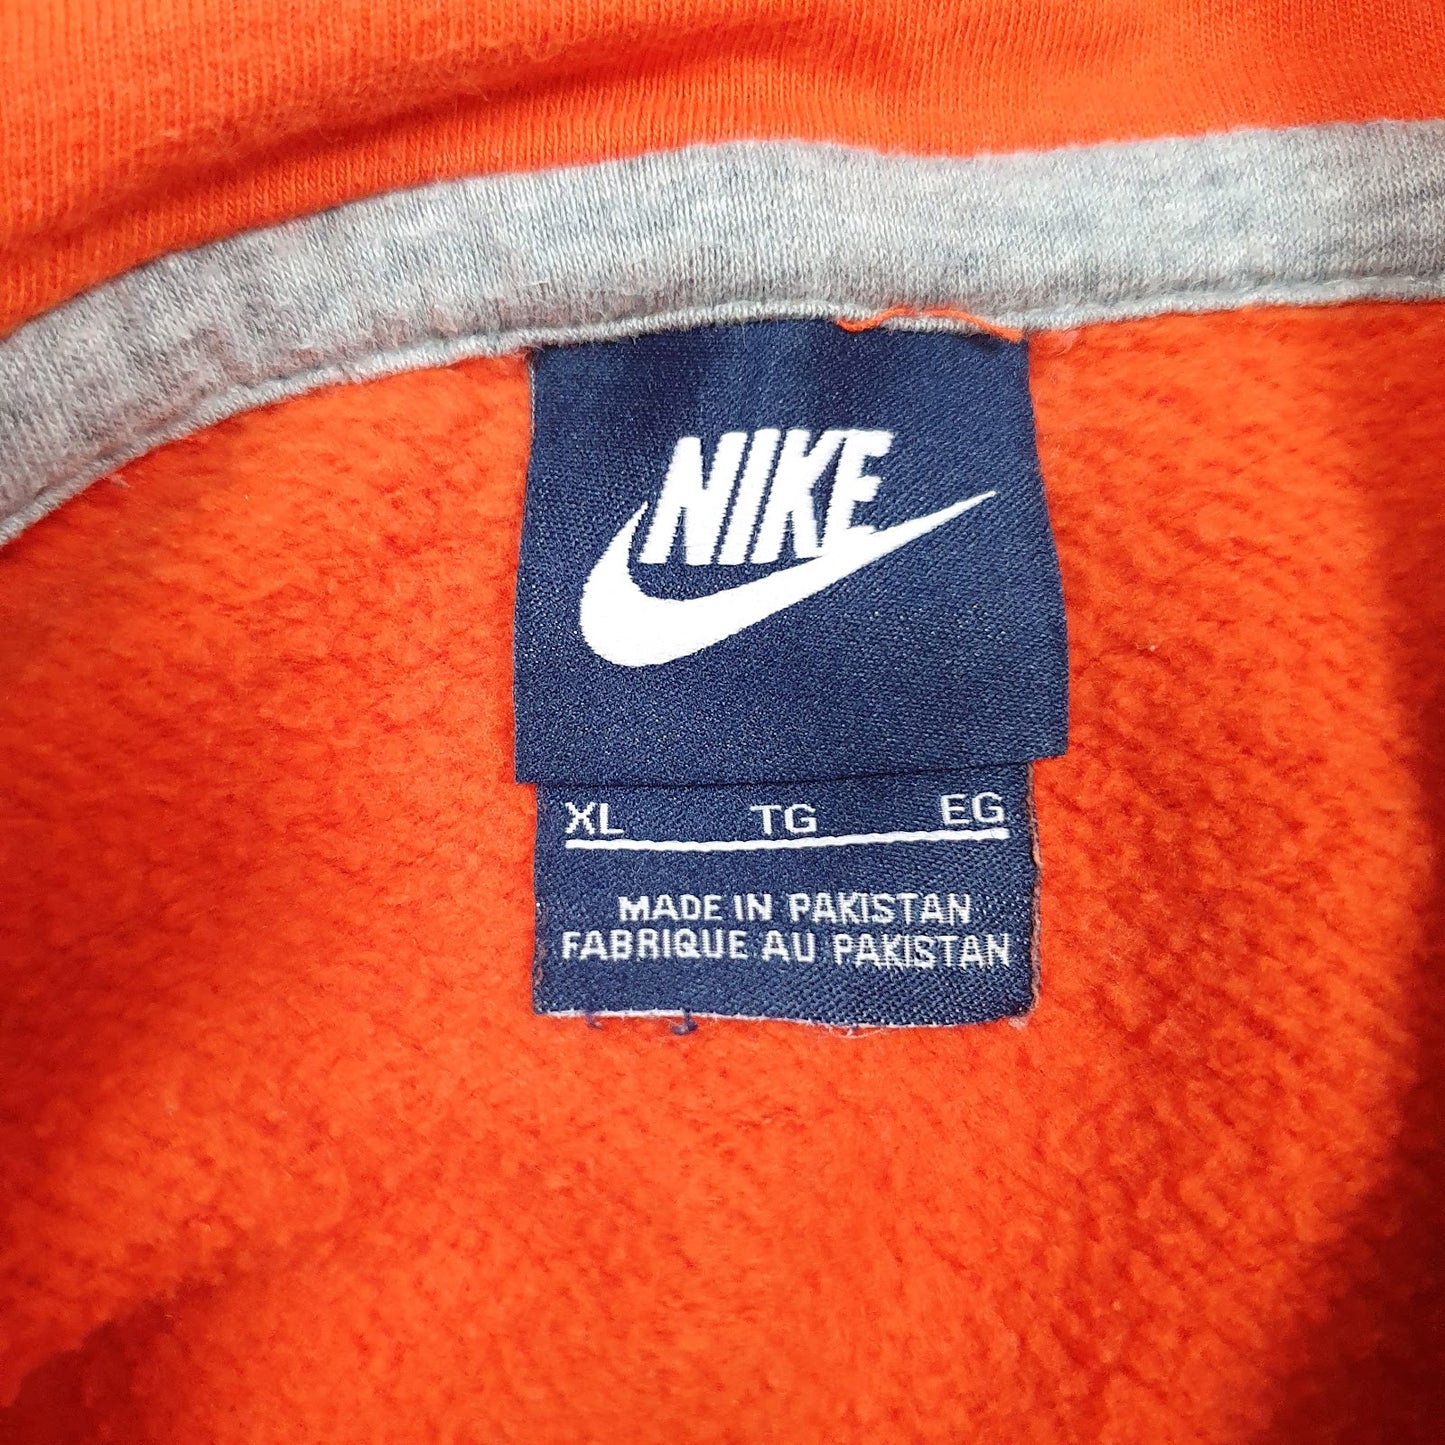 NIKE
XL TG EG
MADE IN PAKISTAN
FABRIQUE AU PAKISTAN